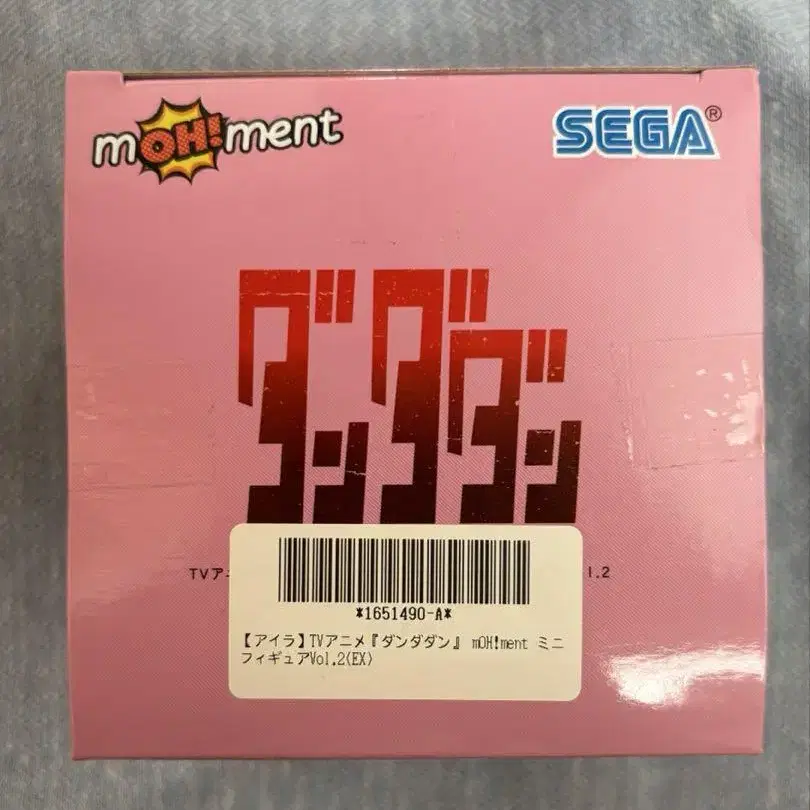 mOH!ment
SEGA®
ダンダダン
TVア
1.2
*1651490-A*
【アイラ】TVアニメ『ダンダダン』 mOH!ment ミニ
フィギュアVol.2(EX)